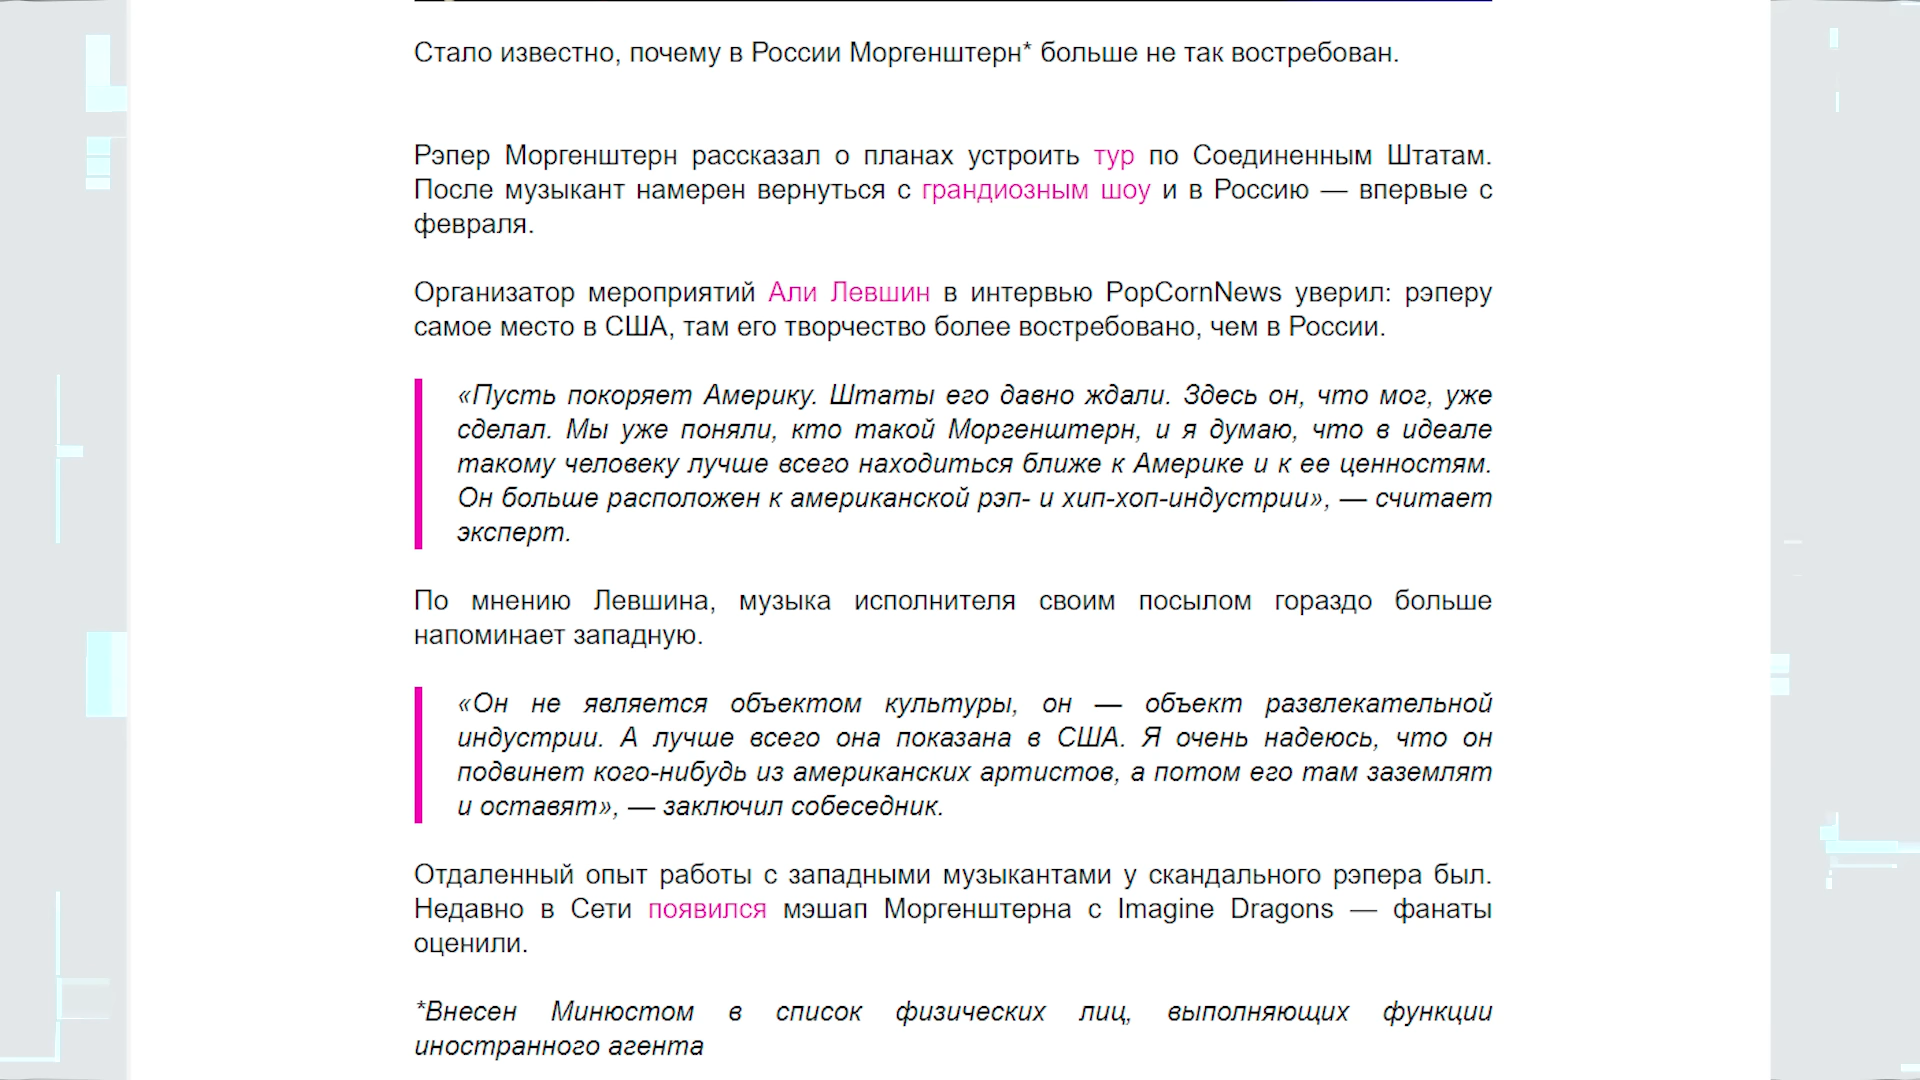 Стало известно, почему в России Моргенштерн* больше не так востребован.
Рэпер Моргенштерн рассказал о планах устроить тур по Соединенным Штатам.
После музыкант намерен вернуться с грандиозным шоу и в Россию — впервые с
февраля.
Организатор мероприятий Али Левшин в интервью PopCornNews уверил: рэперу
самое место в США, там его творчество более востребовано, чем в России.
«Пусть покоряет Америку. Штаты его давно ждали. Здесь он, что мог, уже
сделал. Мы уже поняли, кто такой Моргенштерн, и я думаю, что в идеале
такому человеку лучше всего находиться ближе к Америке и к ее ценностям.
Он больше расположен к американской рэп- и хип-хоп-индустрии», — считает
эксперт.
По мнению Левшина, музыка исполнителя своим посылом гораздо больше
напоминает западную.
«Он не является объектом культуры, он — объект развлекательной
индустрии. А лучше всего она показана в США. Я очень надеюсь, что он
подвинет кого-нибудь из американских артистов, а потом его там заземлят
и оставят», — заключил собеседник.
Отдаленный опыт работы с западными музыкантами у скандального рэпера был.
Недавно в Сети появился мэшап Моргенштерна с Imagine Dragons — фанаты
оценили.
*Внесен Минюстом в список физических лиц, выполняющих функции
иностранного агента